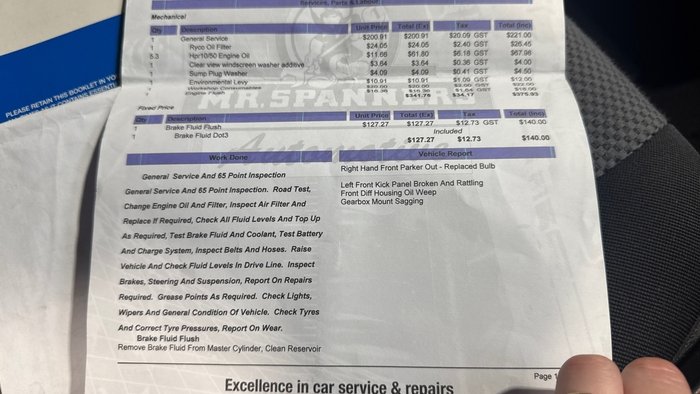 Services, Parts & Labour
Mechanical
Qty Description Unit Price Total (Ex) Tax Total (Inc)
1 General Service $200.91 $200.91 $20.09 GST $221.00
1 Ryco Oil Filter $24.05 $24.05 $2.40 GST $26.45
5.3 Hpr10/50 Engine Oil $11.66 $61.80 $6.18 GST $67.98
1 Clear view windscreen washer additive $3.64 $3.64 $0.36 GST $4.00
1 Sump Plug Washer $4.09 $4.09 $0.41 GST $4.50
1 Environmental Levy $10.91 $10.91 $1.09 GST $12.00
Workshop Consumables
Engine Flush
$341.76 $34.17 $375.93
MR.SPANNER
Automotive
Fixed Price
Qty Description Unit Price Total (Ex) Tax Total (Inc)
1 Brake Fluid Flush $127.27 $127.27 $12.73 GST $140.00
1 Brake Fluid Dot3 Included
$127.27 $12.73 $140.00
Work Done Vehicle Report
General Service And 65 Point Inspection
General Service And 65 Point Inspection. Road Test,
Change Engine Oil And Filter, Inspect Air Filter And
Replace If Required, Check All Fluid Levels And Top Up
As Required, Test Brake Fluid And Coolant, Test Battery
And Charge System, Inspect Belts And Hoses. Raise
Vehicle And Check Fluid Levels In Drive Line. Inspect
Brakes, Steering And Suspension, Report On Repairs
Required. Grease Points As Required. Check Lights,
Wipers And General Condition Of Vehicle. Check Tyres
And Correct Tyre Pressures, Report On Wear.
Brake Fluid Flush
Remove Brake Fluid From Master Cylinder, Clean Reservoir
Right Hand Front Parker Out - Replaced Bulb
Left Front Kick Panel Broken And Rattling
Front Diff Housing Oil Weep
Gearbox Mount Sagging
Page 1
Excellence in car service & repairs
PLEASE RETAIN THIS BOOKLET IN YO
CONTAINS ESSENTI